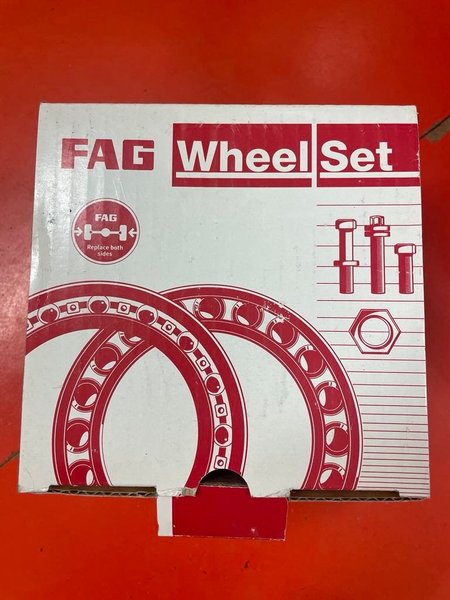 FAG Wheel Set
FAG
Replace both
sides